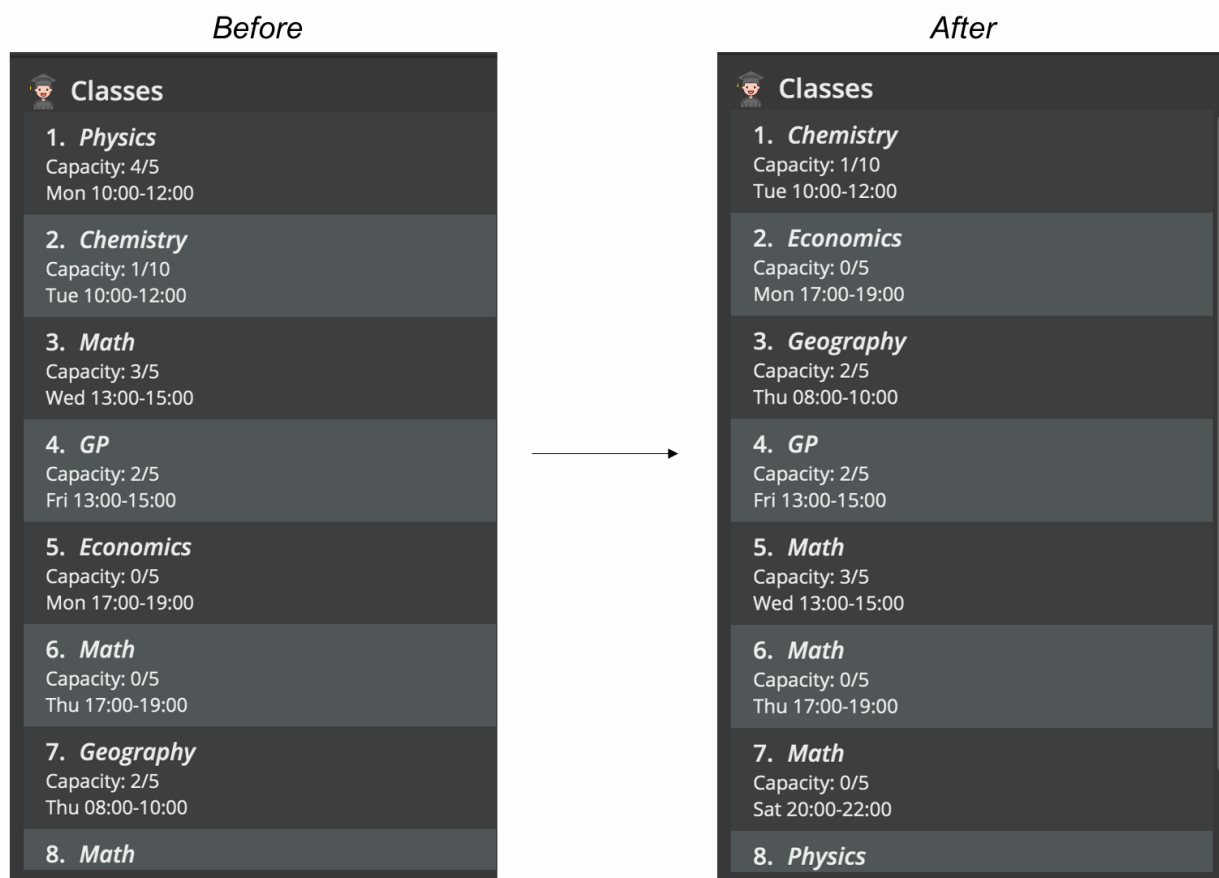 Before
Classes
1. Physics
Capacity: 4/5
Mon 10:00-12:00
2. Chemistry
Capacity: 1/10
Tue 10:00-12:00
3. Math
Capacity: 3/5
Wed 13:00-15:00
4. GP
Capacity: 2/5
Fri 13:00-15:00
5. Economics
Capacity: 0/5
Mon 17:00-19:00
6. Math
Capacity: 0/5
Thu 17:00-19:00
7. Geography
Capacity: 2/5
Thu 08:00-10:00
8. Math
After
Classes
1. Chemistry
Capacity: 1/10
Tue 10:00-12:00
2. Economics
Capacity: 0/5
Mon 17:00-19:00
3. Geography
Capacity: 2/5
Thu 08:00-10:00
4. GP
Capacity: 2/5
Fri 13:00-15:00
5. Math
Capacity: 3/5
Wed 13:00-15:00
6. Math
Capacity: 0/5
Thu 17:00-19:00
7. Math
Capacity: 0/5
Sat 20:00-22:00
8. Physics